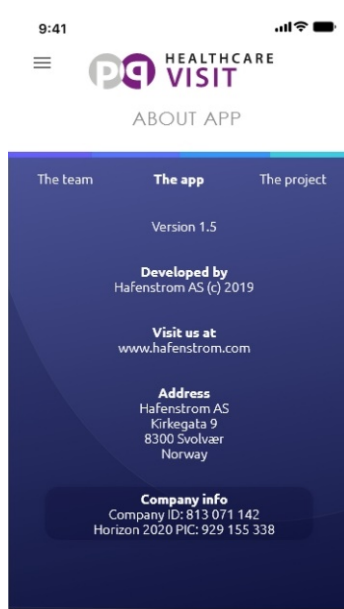 9:41
HEALTHCARE
VISIT
ABOUT APP
The team The app The project
Version 1.5
Developed by
Hafenstrom AS (c) 2019
Visit us at
www.hafenstrom.com
Address
Hafenstrom AS
Kirkegata 9
8300 Svolvær
Norway
Company info
Company ID: 813 071 142
Horizon 2020 PIC: 929 155 338